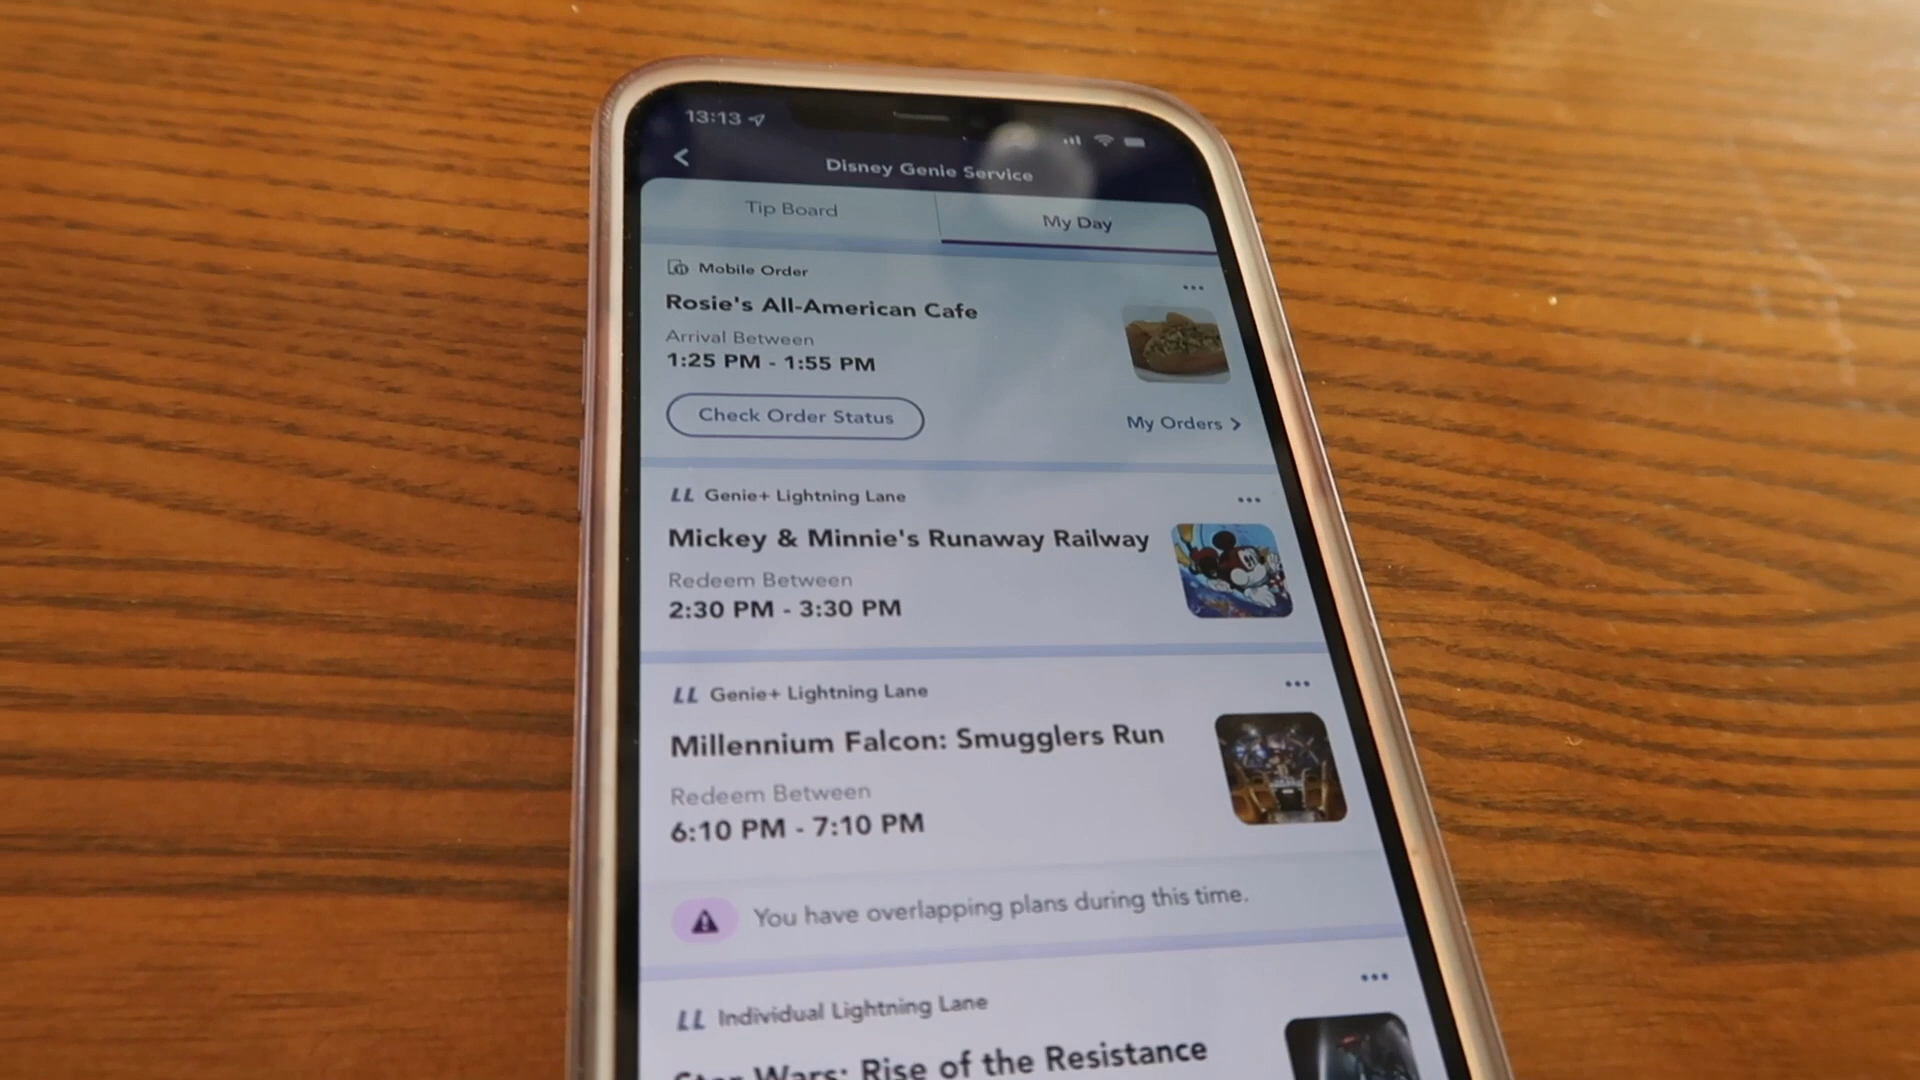 13:13
Disney Genie Service
Tip Board
My Day
Mobile Order
Rosie's All-American Cafe
Arrival Between
1:25 PM - 1:55 PM
Check Order Status
My Orders
LL Genie+ Lightning Lane
Mickey & Minnie's Runaway Railway
Redeem Between
2:30 PM - 3:30 PM
LL Genie+ Lightning Lane
Millennium Falcon: Smugglers Run
Redeem Between
6:10 PM - 7:10 PM
You have overlapping plans during this time.
LL Individual Lightning Lane
Star Wars: Rise of the Resistance